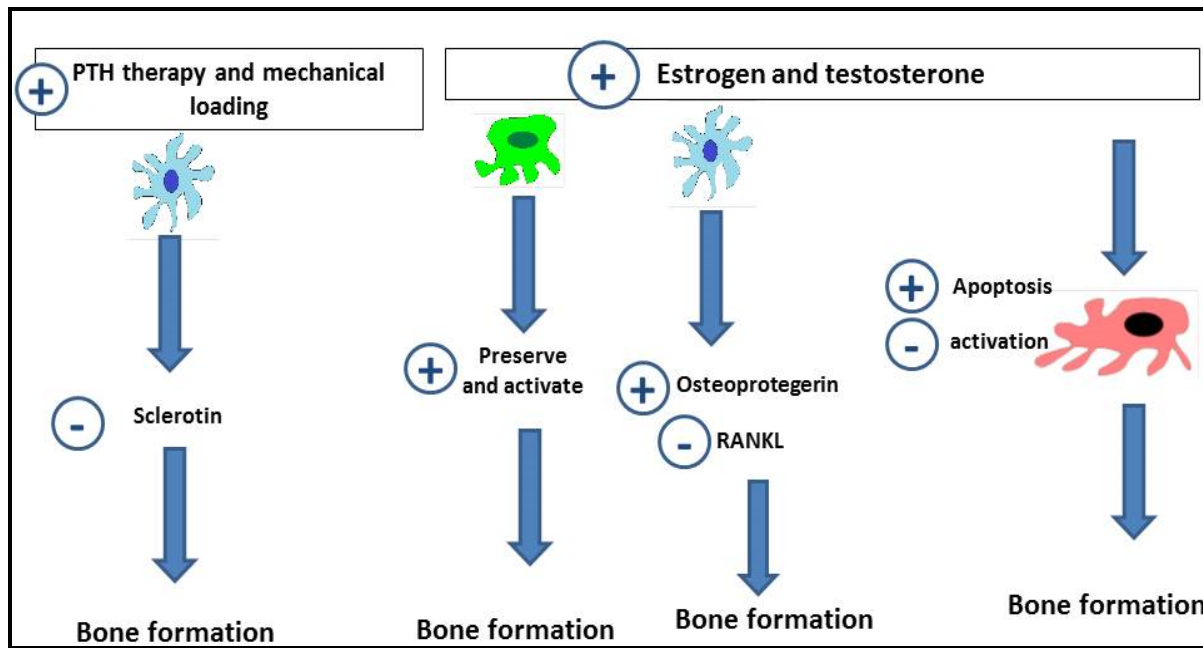 +
PTH therapy and mechanical
loading
+
Estrogen and testosterone
-
Sclerotin
Bone formation
+
Preserve
and activate
Bone formation
+
Osteoprotegerin
-
RANKL
Bone formation
+
Apoptosis
-
activation
Bone formation